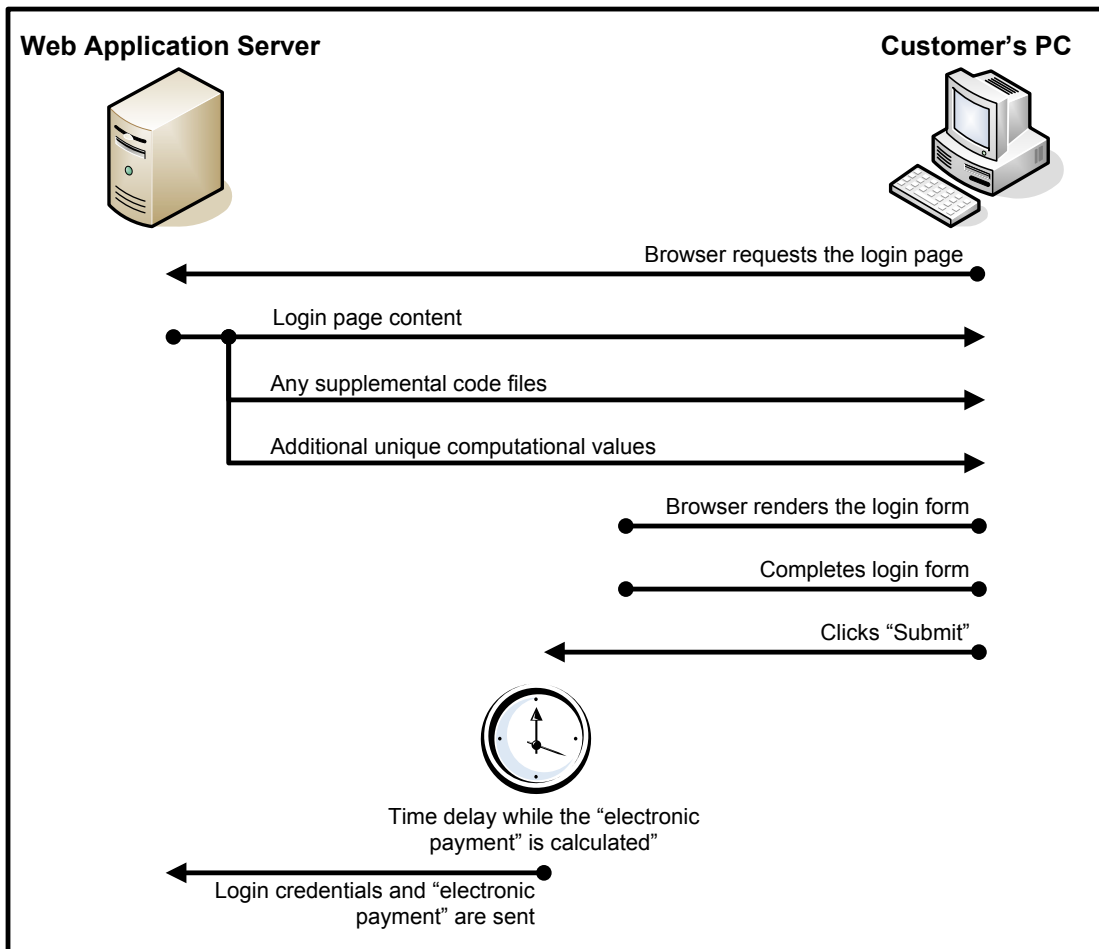 Web Application Server
Customer’s PC
Browser requests the login page
Login page content
Any supplemental code files
Additional unique computational values
Browser renders the login form
Completes login form
Clicks “Submit”
Time delay while the “electronic
payment” is calculated”
Login credentials and “electronic
payment” are sent